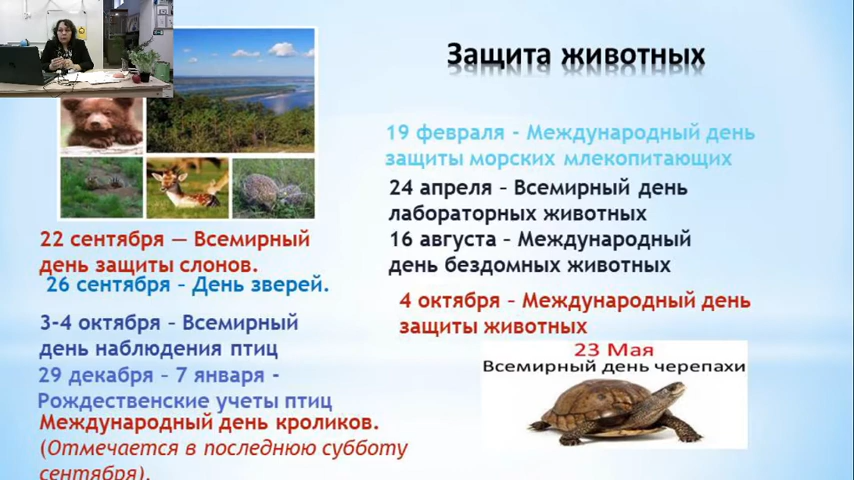 Защита животных
22 сентября — Всемирный
день защиты слонов.
26 сентября – День зверей.
3-4 октября – Всемирный
день наблюдения птиц
29 декабря – 7 января -
Рождественские учеты птиц
Международный день кроликов.
(Отмечается в последнюю субботу
сентября).
19 февраля - Международный день
защиты морских млекопитающих
24 апреля – Всемирный день
лабораторных животных
16 августа – Международный
день бездомных животных
4 октября – Международный день
защиты животных
23 Мая
Всемирный день черепахи